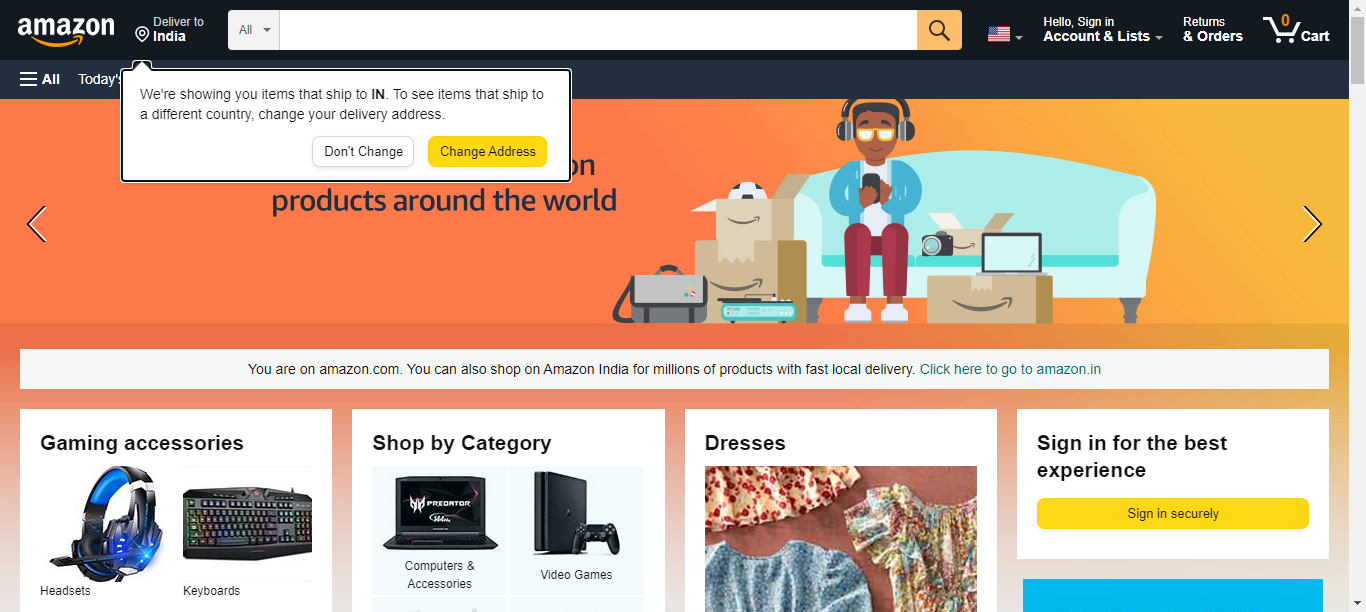 amazon
Deliver to
India
All
Hello, Sign in
Account & Lists
Returns
& Orders
0
Cart
All
Today's
We're showing you items that ship to IN. To see items that ship to
a different country, change your delivery address.
Don't Change
Change Address
on
products around the world
You are on amazon.com. You can also shop on Amazon India for millions of products with fast local delivery. Click here to go to amazon.in
Gaming accessories
Headsets
Keyboards
Shop by Category
PREDATOR
Computers &
Accessories
Video Games
Dresses
Sign in for the best
experience
Sign in securely